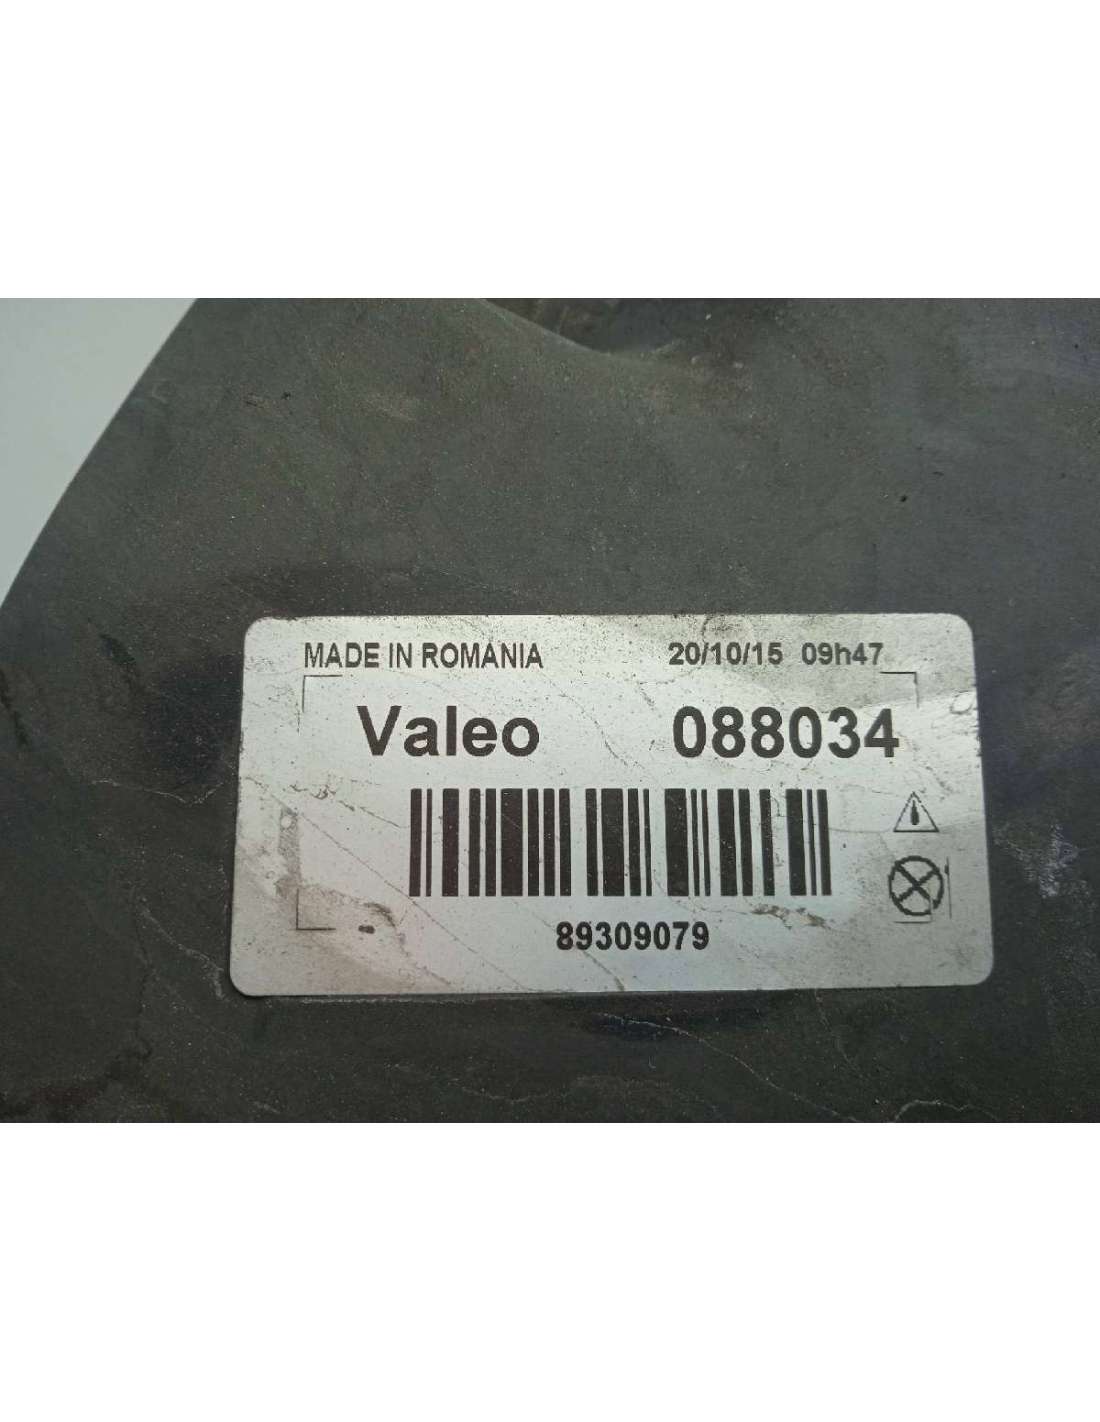 MADE IN ROMANIA 20/10/15 09h47
Valeo 088034
89309079